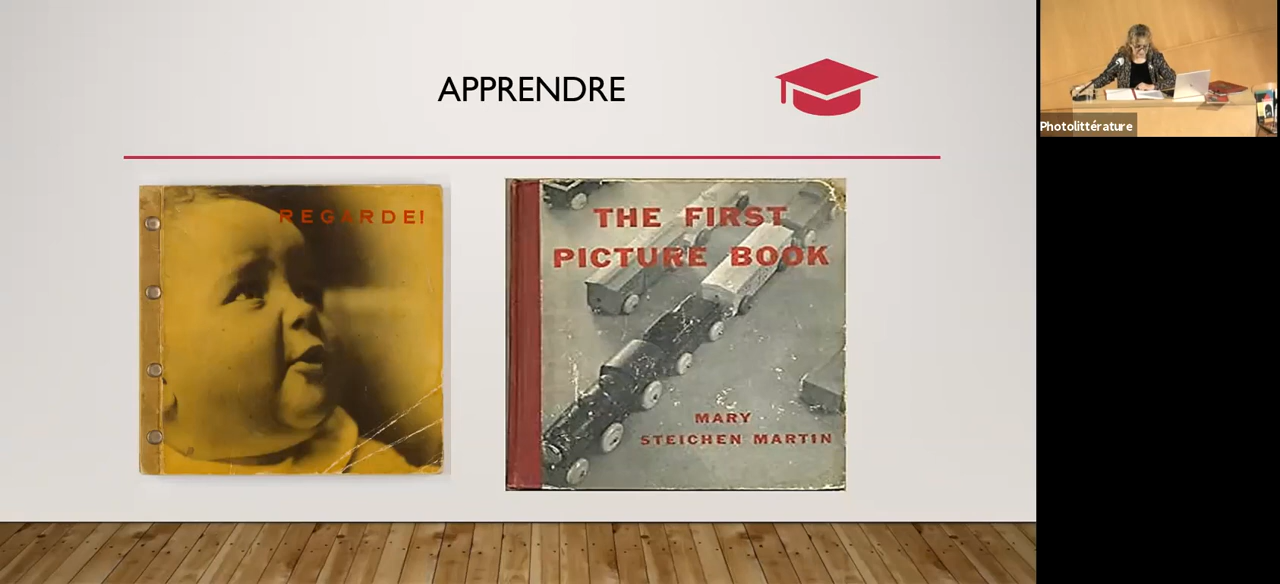 APPRENDRE
REGARDE!
THE FIRST
PICTURE BOOK
MARY
STEICHEN MARTIN
Photolittérature